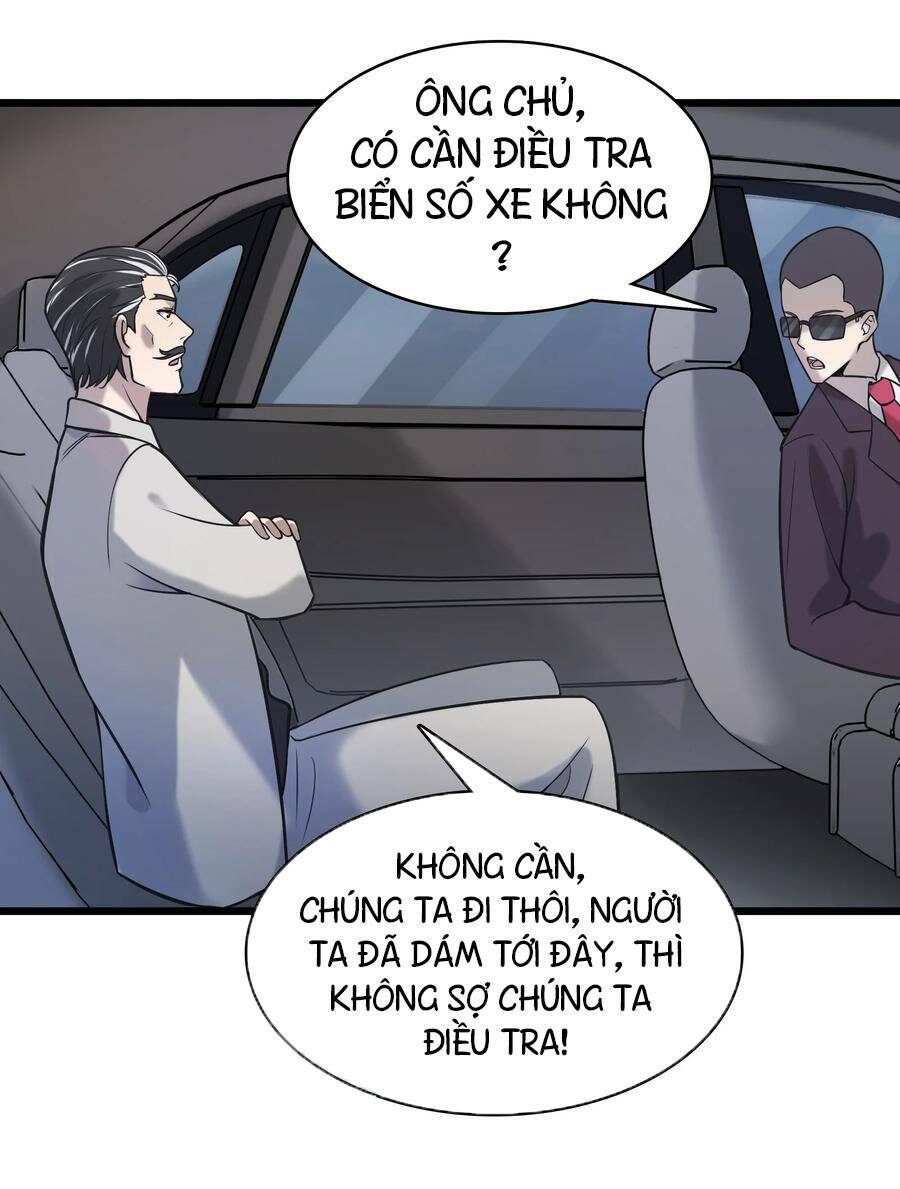 ÔNG CHỦ,
CÓ CẦN ĐIỀU TRA
BIỂN SỐ XE KHÔNG
?
KHÔNG CẦN,
CHÚNG TA ĐI THÔI, NGƯỜI
TA ĐÃ DÁM TỚI ĐÂY, THÌ
KHÔNG SỢ CHÚNG TA
ĐIỀU TRA!